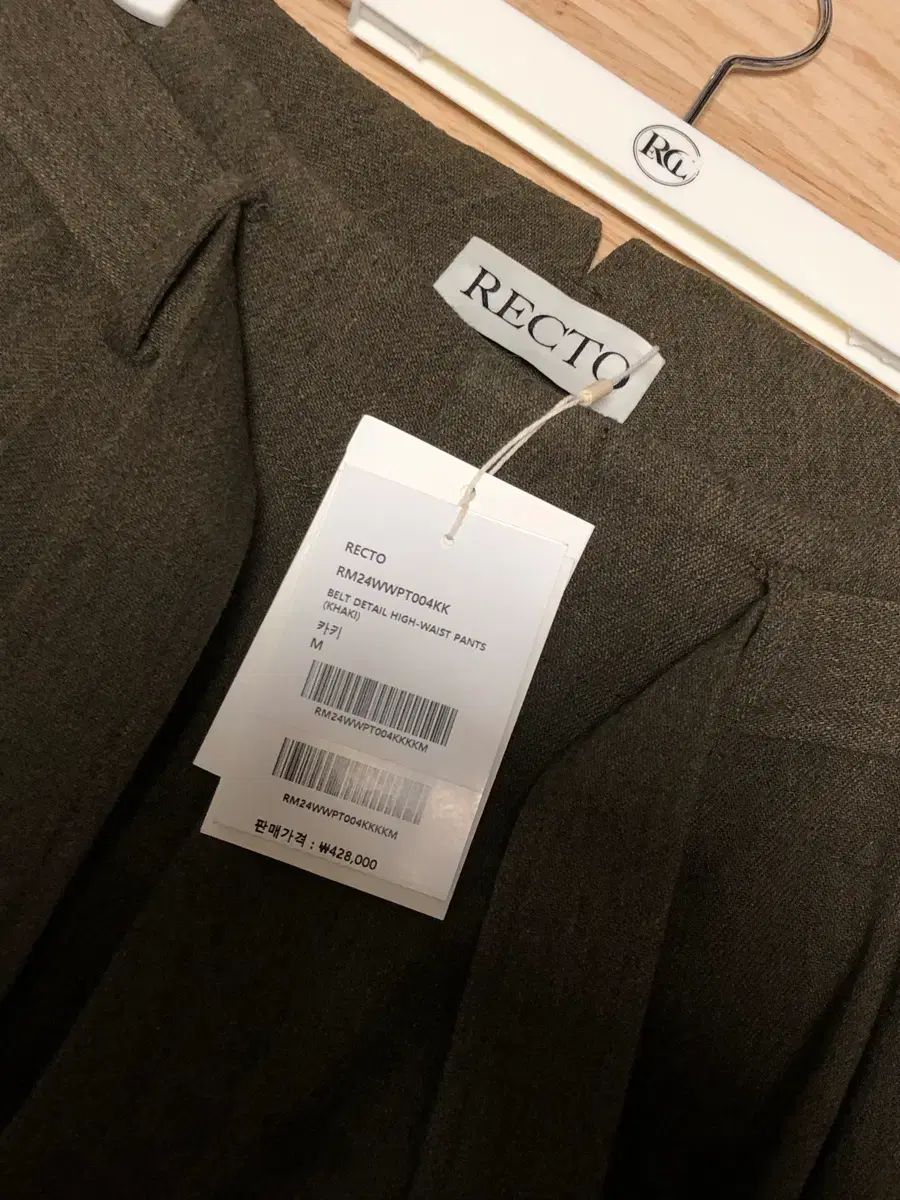 RCL
RECTO
RECTO
RM24WWPT004KK
BELT DETAIL HIGH-WAIST PANTS
(KHAKI)
카키
M
RM24WWPT004KKKKM
RM24WWPT004KKKKM
판매가격 : ₩428,000